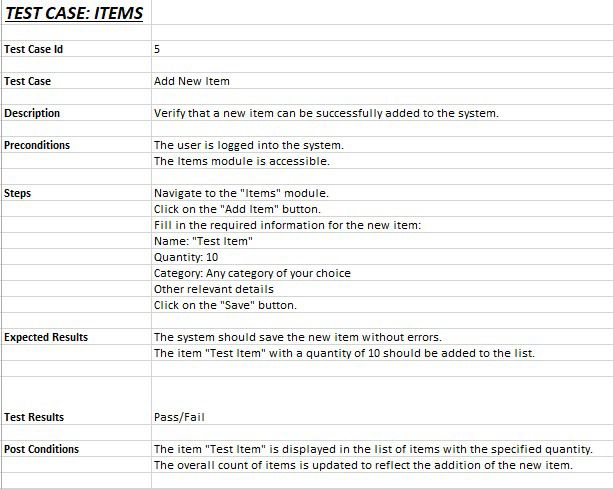 TEST CASE: ITEMS
Test Case Id 5
Test Case Add New Item
Description Verify that a new item can be successfully added to the system.
Preconditions The user is logged into the system.
The Items module is accessible.
Steps Navigate to the "Items" module.
Click on the "Add Item" button.
Fill in the required information for the new item:
Name: "Test Item"
Quantity: 10
Category: Any category of your choice
Other relevant details
Click on the "Save" button.
Expected Results The system should save the new item without errors.
The item "Test Item" with a quantity of 10 should be added to the list.
Test Results Pass/Fail
Post Conditions The item "Test Item" is displayed in the list of items with the specified quantity.
The overall count of items is updated to reflect the addition of the new item.